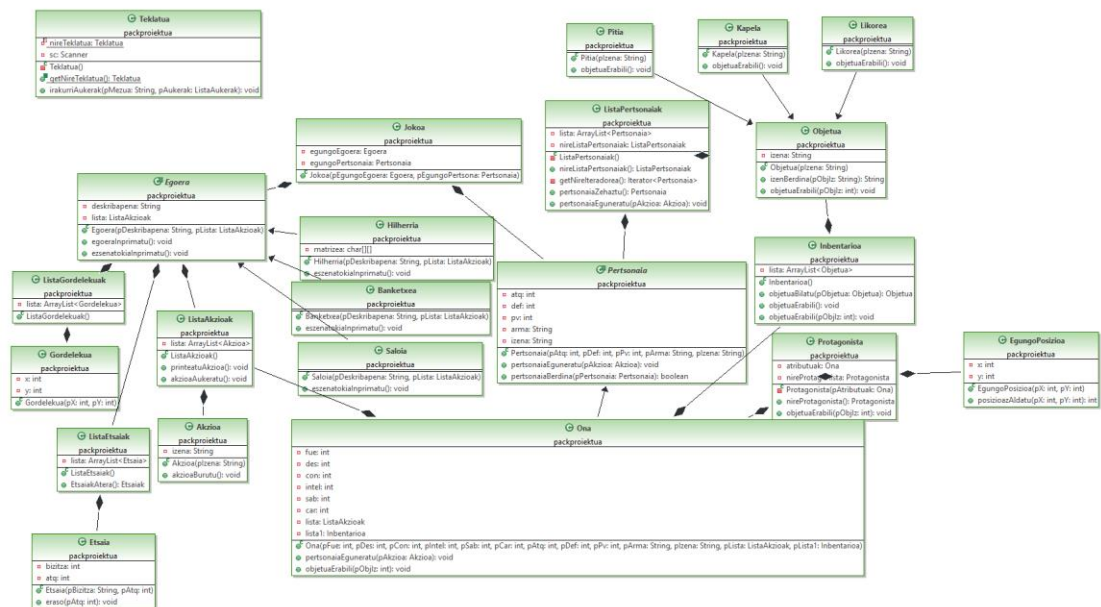 Teklatua
packproiektua
nireTeklatua: Teklatua
sc: Scanner
Teklatua()
getNireTeklatua(): Teklatua
irakurriAukerak(pMezua: String, pAukerak: ListaAukerak): void
Pitia
packproiektua
Pitia(pIzena: String)
objetuaErabili(): void
Kapela
packproiektua
Kapela(pIzena: String)
objetuaErabili(): void
Likorea
packproiektua
Likorea(pIzena: String)
objetuaErabili(): void
ListaPertsonaiak
packproiektua
lista: ArrayList<Pertsonaia>
nireListaPertsonaiak: ListaPertsonaiak
ListaPertsonaiak()
nireListaPertsonaiak(): ListaPertsonaiak
getNireIteradorea(): Iterator<Pertsonaia>
pertsonaiaZehaztu(): Pertsonaia
pertsonaiaEguneratu(pAkzioa: Akzioa): void
Objetua
packproiektua
izena: String
Objetua(pIzena: String)
izenBerdina(pObjIz: String): String
objetuaErabili(pObjIz: int): void
Jokoa
packproiektua
egungoEgoera: Egoera
egungoPertsonaia: Pertsonaia
Jokoa(pEgungoEgoera: Egoera, pEgungoPertsona: Pertsonaia)
Egoera
packproiektua
deskribapena: String
lista: ListaAkzioak
Egoera(pDeskribapena: String, pLista: ListaAkzioak)
egoeraInprimatu(): void
ezsenatokiaInprimatu(): void
Hilherria
packproiektua
matrizea: char[][]
Hilherria(pDeskribapena: String, pLista: ListaAkzioak)
eszenatokiaInprimatu(): void
Banketxea
packproiektua
Banketxea(pDeskribapena: String, pLista: ListaAkzioak)
eszenatokiaInprimatu(): void
Saloia
packproiektua
Saloia(pDeskribapena: String, pLista: ListaAkzioak)
eszenatokiaInprimatu(): void
Pertsonaia
packproiektua
atq: int
def: int
pv: int
arma: String
izena: String
Pertsonaia(pAtq: int, pDef: int, pPv: int, pArma: String, pIzena: String)
pertsonaiaEguneratu(pAkzioa: Akzioa): void
pertsonaiaBerdina(pPertsonaia: Pertsonaia): boolean
Inbentarioa
packproiektua
lista: ArrayList<Objetua>
Inbentarioa()
objetuaBilatu(pObjetua: Objetua): Objetua
objetuaErabili(): void
objetuaErabili(pObjIz: int): void
ListaGordelekuak
packproiektua
lista: ArrayList<Gordelekua>
ListaGordelekuak()
Gordelekua
packproiektua
x: int
y: int
Gordelekua(pX: int, pY: int)
ListaAkzioak
packproiektua
lista: ArrayList<Akzioa>
ListaAkzioak()
printeatuAkzioa(): void
akzioaAukeratu(): void
Akzioa
packproiektua
izena: String
Akzioa(pIzena: String)
akzioaBurutu(): void
Protagonista
packproiektua
atributuak: Ona
nireProtagonista: Protagonista
Protagonista(pAtributuak: Ona)
nireProtagonista(): Protagonista
objetuaErabili(pObjIz: int): void
EgungoPosizioa
packproiektua
x: int
y: int
EgungoPosizioa(pX: int, pY: int)
posizioazAldatu(pX: int, pY: int): int
ListaEtsaiak
packproiektua
lista: ArrayList<Etsaia>
ListaEtsaiak()
EtsaiakAtera(): Etsaiak
Etsaia
packproiektua
bizitza: int
atq: int
Etsaia(pBizitza: String, pAtq: int)
eraso(pAtq: int): void
Ona
packproiektua
fue: int
des: int
con: int
intel: int
sab: int
car: int
lista: ListaAkzioak
lista1: Inbentarioa
Ona(pFue: int, pDes: int, pCon: int, pIntel: int, pSab: int, pCar: int, pAtq: int, pDef: int, pPv: int, pArma: String, pIzena: String, pLista: ListaAkzioak, pLista1: Inbentarioa)
pertsonaiaEguneratu(pAkzioa: Akzioa): void
objetuaErabili(pObjIz: int): void